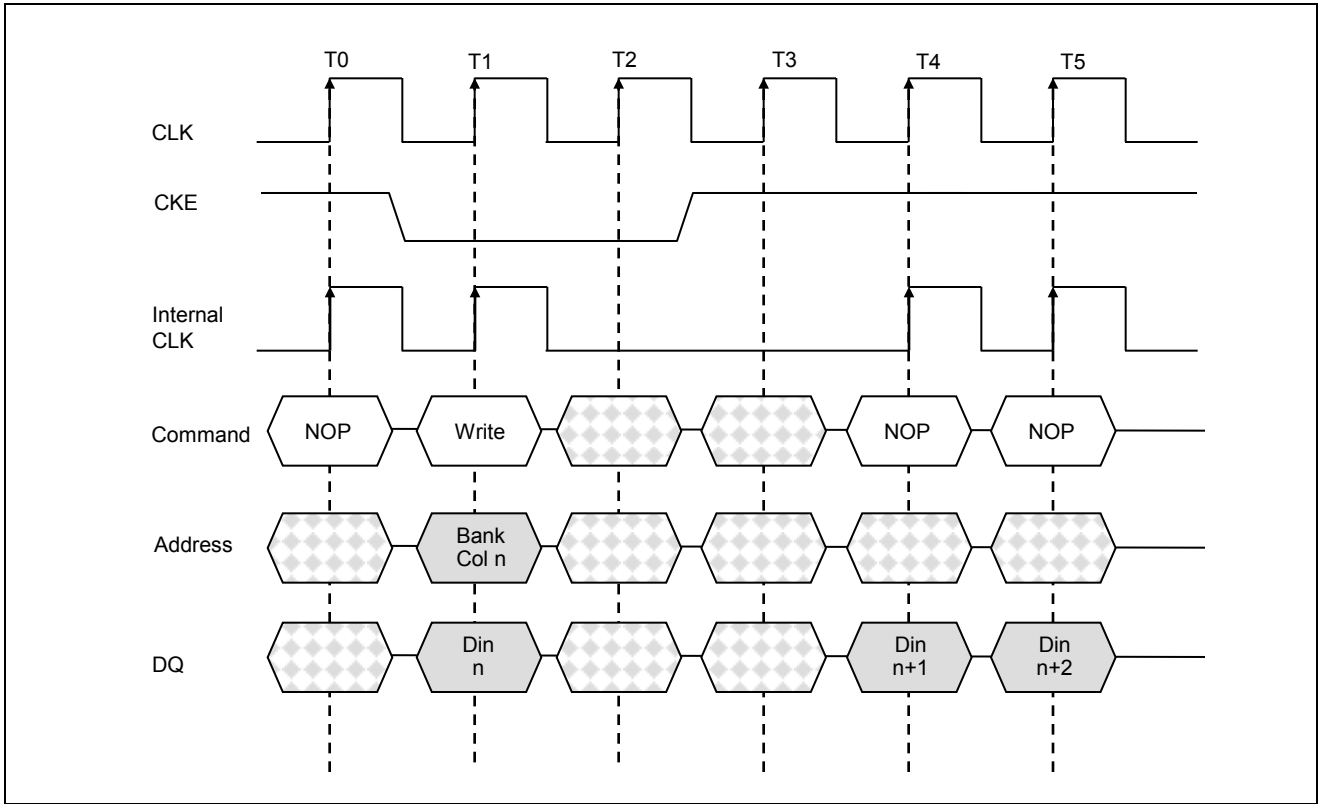 T0 T1 T2 T3 T4 T5
CLK
CKE
Internal
CLK
Command NOP Write NOP NOP
Address Bank
Col n
DQ Din
n Din
n+1 Din
n+2